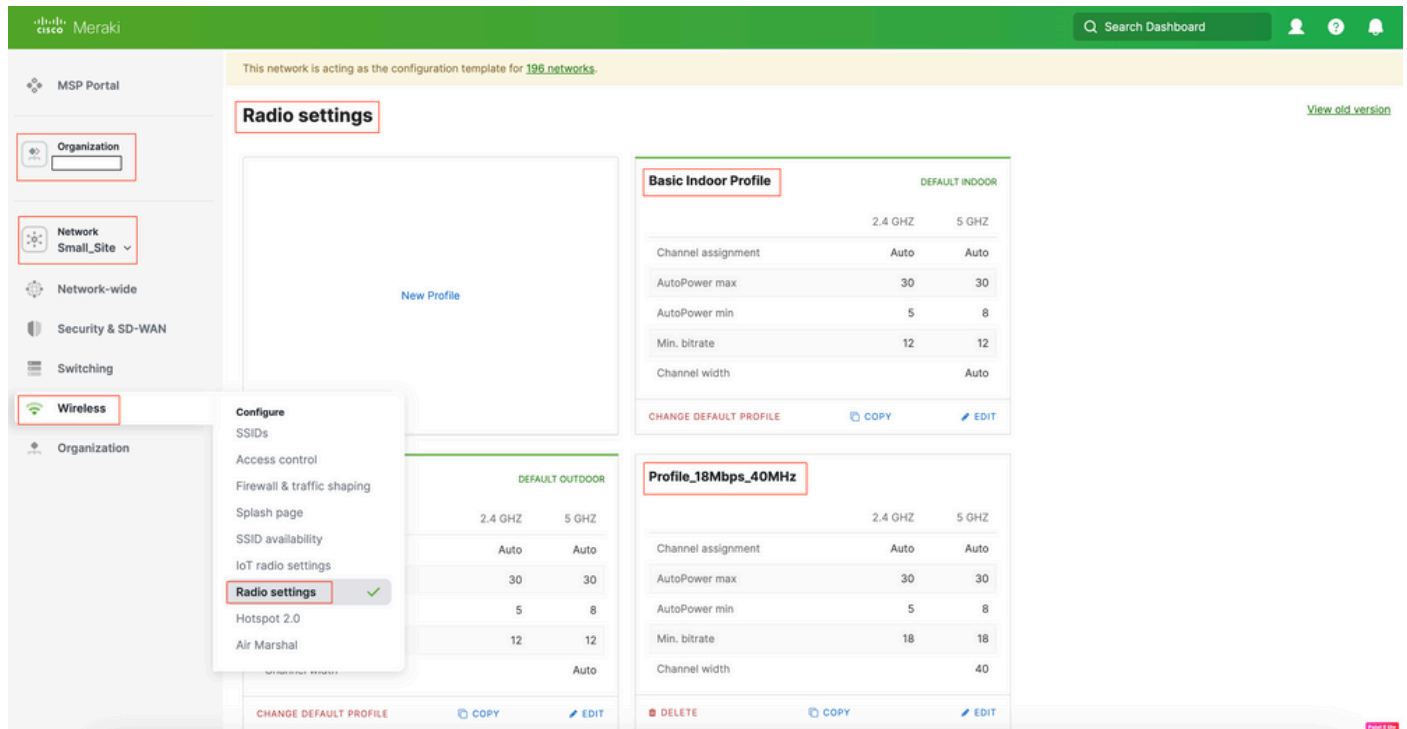 cisco Meraki
Search Dashboard
This network is acting as the configuration template for 196 networks.
MSP Portal
Organization
Network
Small_Site
Network-wide
Security & SD-WAN
Switching
Wireless
Organization
Configure
SSIDs
Access control
Firewall & traffic shaping
Splash page
SSID availability
IoT radio settings
Radio settings
Hotspot 2.0
Air Marshal
Radio settings
View old version
New Profile
Basic Indoor Profile DEFAULT INDOOR
2.4 GHZ 5 GHZ
Channel assignment Auto Auto
AutoPower max 30 30
AutoPower min 5 8
Min. bitrate 12 12
Channel width Auto
CHANGE DEFAULT PROFILE COPY EDIT
DEFAULT OUTDOOR
2.4 GHZ 5 GHZ
Auto Auto
30 30
5 8
12 12
Channel width Auto
CHANGE DEFAULT PROFILE COPY EDIT
Profile_18Mbps_40MHz
2.4 GHZ 5 GHZ
Channel assignment Auto Auto
AutoPower max 30 30
AutoPower min 5 8
Min. bitrate 18 18
Channel width 40
DELETE COPY EDIT